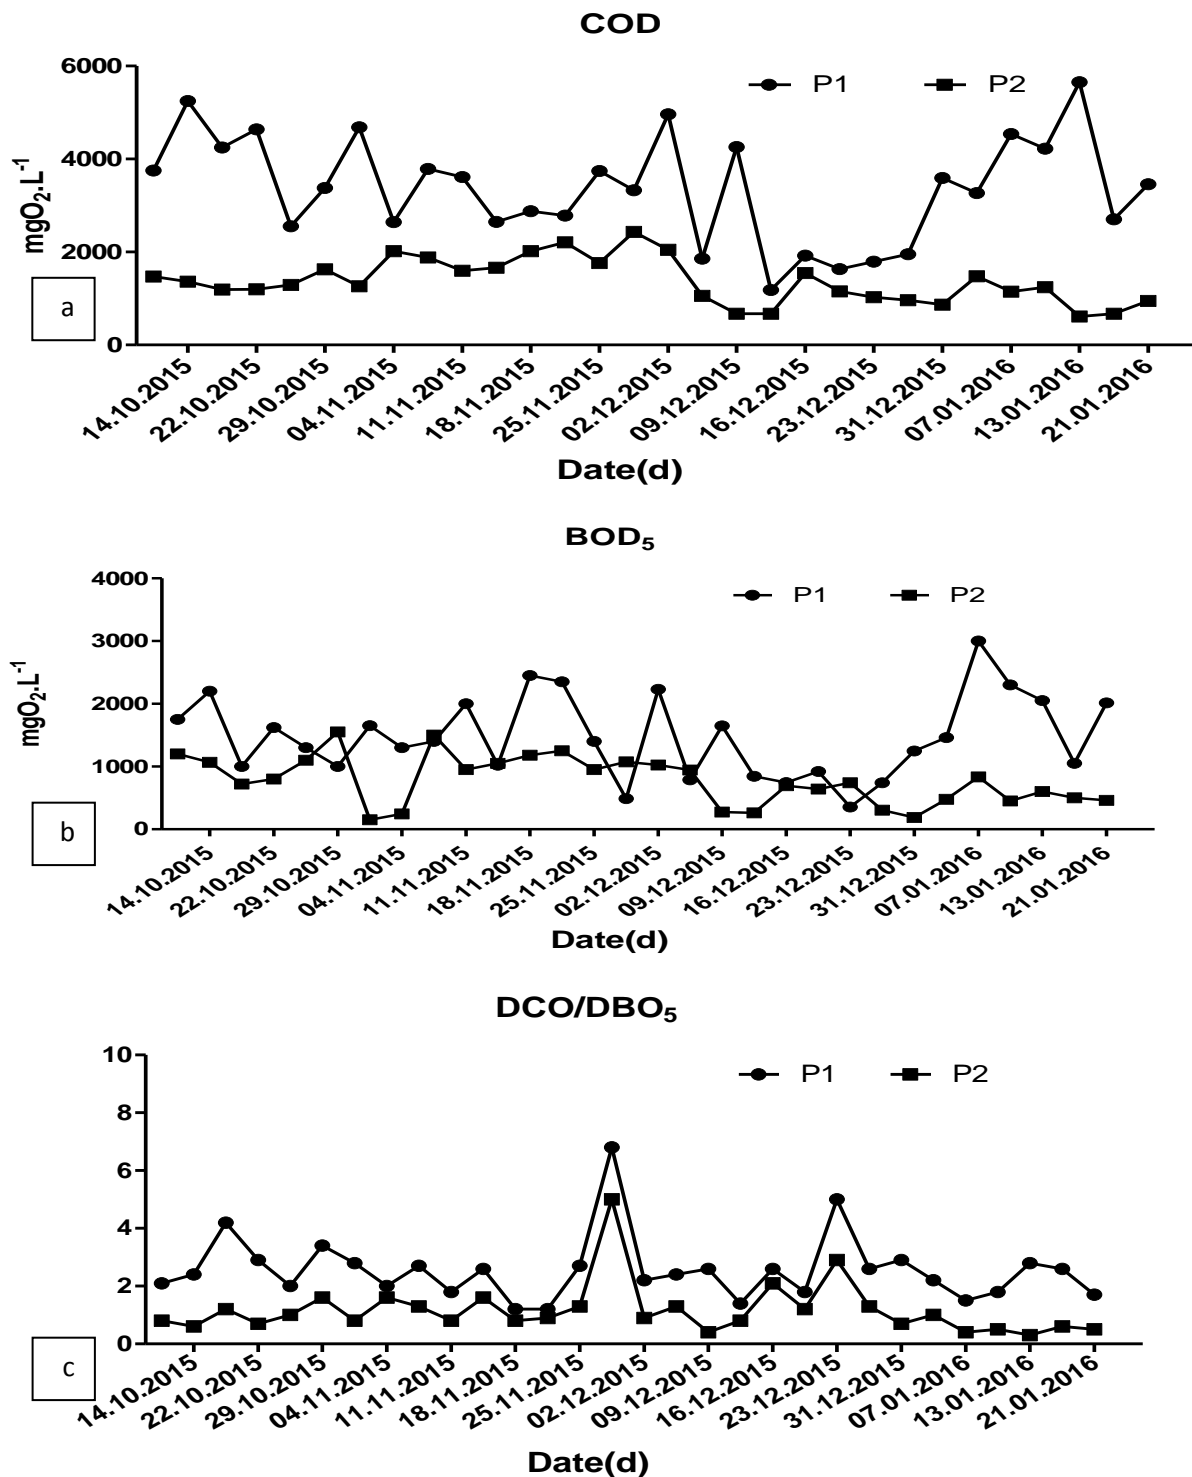 COD
P1 P2
6000
4000
2000
0
mgO₂.L⁻¹
a
14.10.2015 22.10.2015 29.10.2015 04.11.2015 11.11.2015 18.11.2015 25.11.2015 02.12.2015 09.12.2015 16.12.2015 23.12.2015 31.12.2015 07.01.2016 13.01.2016 21.01.2016
Date(d)
BOD₅
P1 P2
4000
3000
2000
1000
0
mgO₂.L⁻¹
b
14.10.2015 22.10.2015 29.10.2015 04.11.2015 11.11.2015 18.11.2015 25.11.2015 02.12.2015 09.12.2015 16.12.2015 23.12.2015 31.12.2015 07.01.2016 13.01.2016 21.01.2016
Date(d)
DCO/DBO₅
P1 P2
10
8
6
4
2
0
c
14.10.2015 22.10.2015 29.10.2015 04.11.2015 11.11.2015 18.11.2015 25.11.2015 02.12.2015 09.12.2015 16.12.2015 23.12.2015 31.12.2015 07.01.2016 13.01.2016 21.01.2016
Date(d)